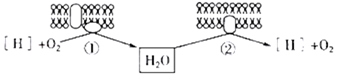 [H]+O₂ ① H₂O ② [H]+O₂